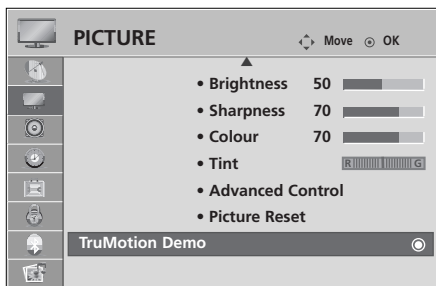 PICTURE Move OK
• Brightness 50
• Sharpness 70
• Colour 70
• Tint R G
• Advanced Control
• Picture Reset
TruMotion Demo